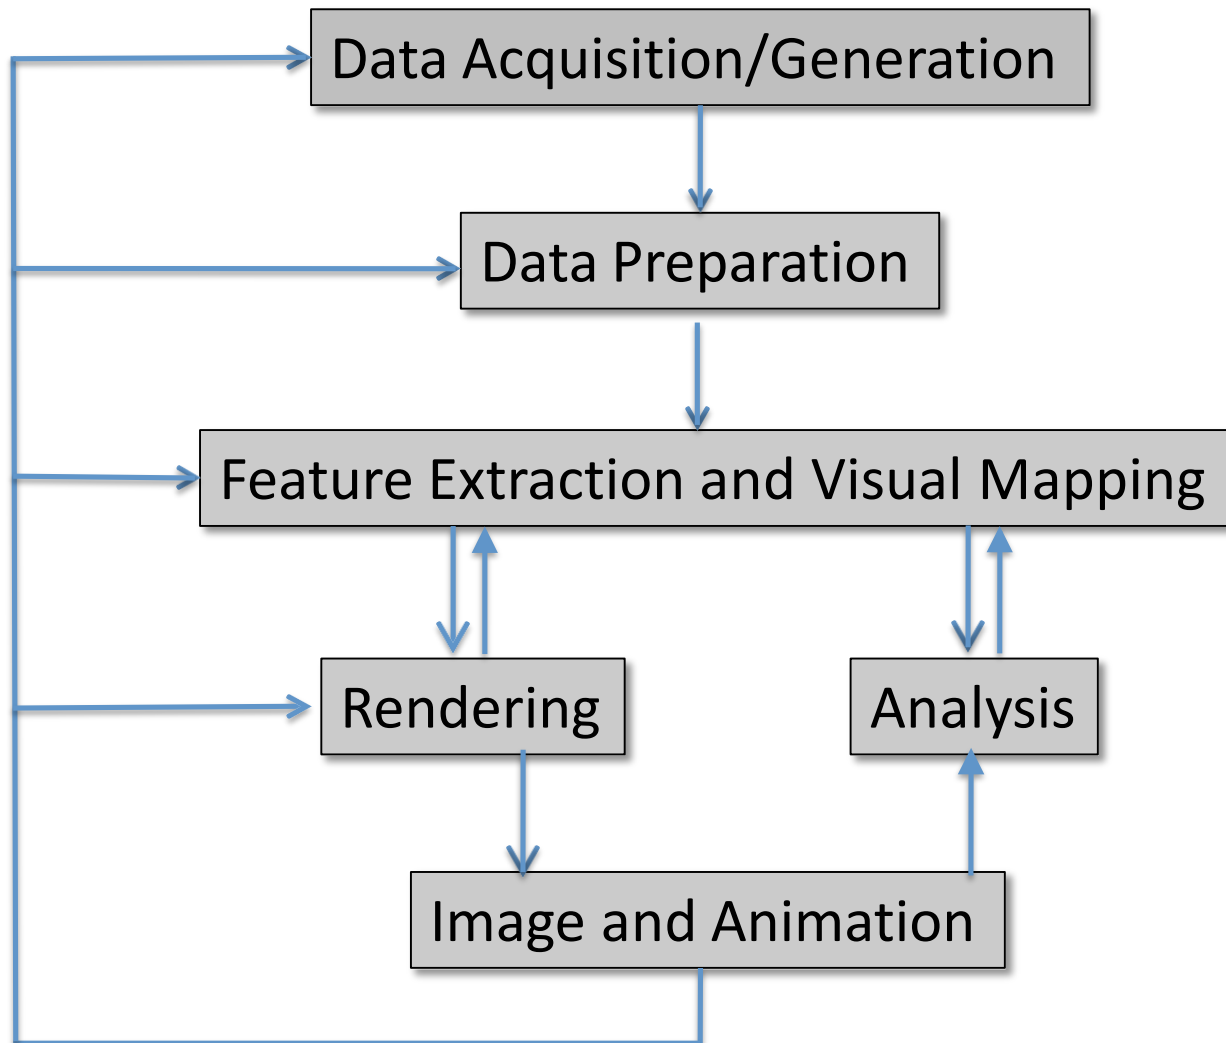 Data Acquisition/Generation
Data Preparation
Feature Extraction and Visual Mapping
Rendering
Analysis
Image and Animation